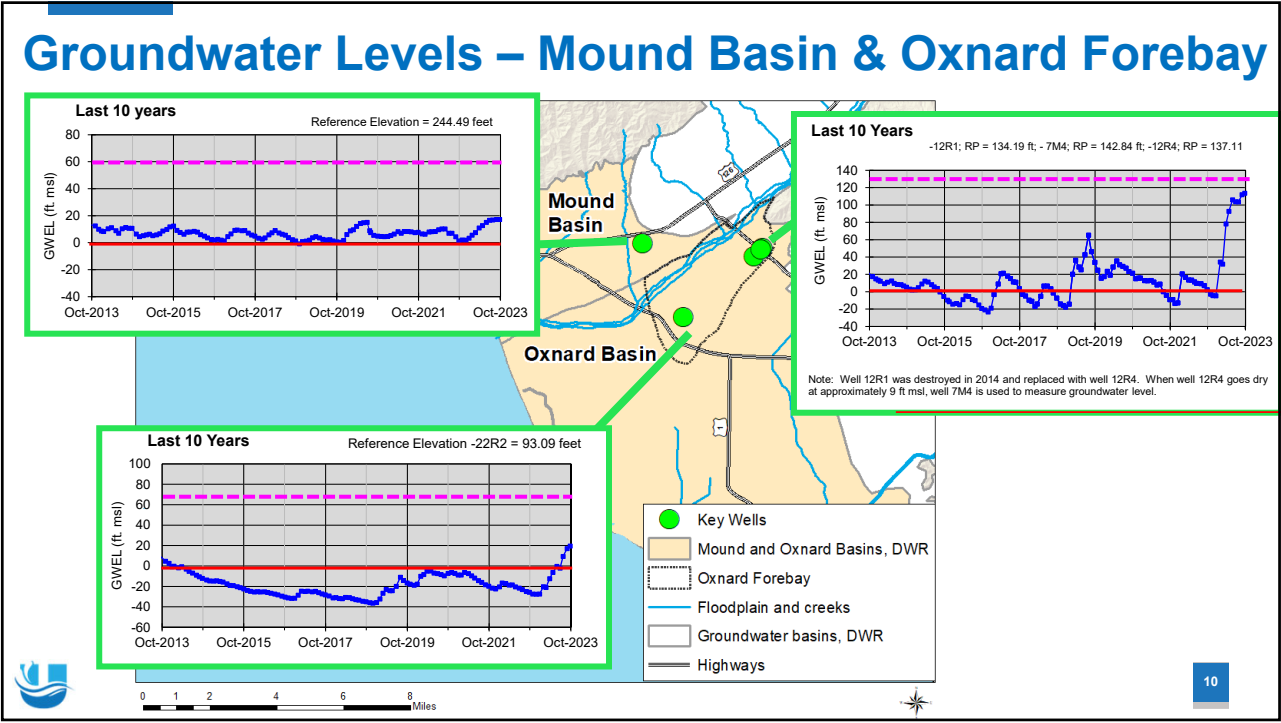 Groundwater Levels – Mound Basin & Oxnard Forebay
Last 10 years
Reference Elevation = 244.49 feet
GWEL (ft. msl)
80
60
40
20
0
-20
-40
Oct-2013 Oct-2015 Oct-2017 Oct-2019 Oct-2021 Oct-2023
Last 10 Years
-12R1; RP = 134.19 ft; - 7M4; RP = 142.84 ft; -12R4; RP = 137.11
GWEL (ft. msl)
140
120
100
80
60
40
20
0
-20
-40
Oct-2013 Oct-2015 Oct-2017 Oct-2019 Oct-2021 Oct-2023
Note: Well 12R1 was destroyed in 2014 and replaced with well 12R4. When well 12R4 goes dry
at approximately 9 ft msl, well 7M4 is used to measure groundwater level.
Mound
Basin
126
Oxnard Basin
1
Last 10 Years
Reference Elevation -22R2 = 93.09 feet
GWEL (ft. msl)
100
80
60
40
20
0
-20
-40
-60
Oct-2013 Oct-2015 Oct-2017 Oct-2019 Oct-2021 Oct-2023
Key Wells
Mound and Oxnard Basins, DWR
Oxnard Forebay
Floodplain and creeks
Groundwater basins, DWR
Highways
0 1 2 4 6 8
Miles
10